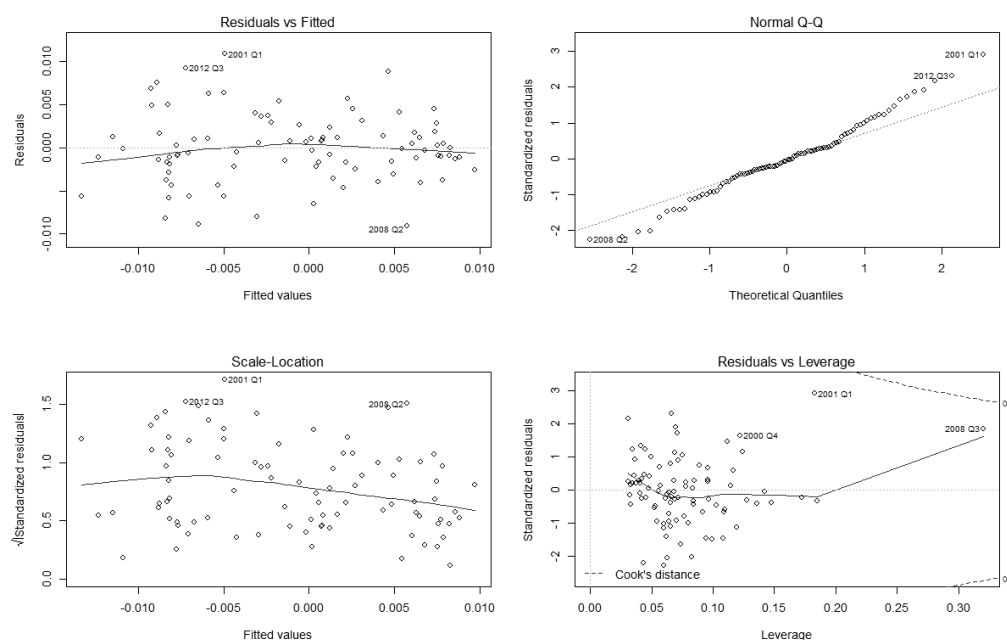 Residuals vs Fitted
Residuals
0.010
0.005
0.000
-0.010
2001 Q1
2012 Q3
2008 Q2
-0.010
-0.005
0.000
0.005
0.010
Fitted values
Normal Q-Q
Standardized residuals
3
2
1
0
-1
-2
2001 Q1
2012 Q3
2008 Q2
-2
-1
0
1
2
Theoretical Quantiles
Scale-Location
√|Standardized residuals|
1.5
1.0
0.5
0.0
2001 Q1
2012 Q3
2008 Q2
-0.010
-0.005
0.000
0.005
0.010
Fitted values
Residuals vs Leverage
Standardized residuals
3
2
1
0
-1
-2
2001 Q1
2000 Q4
2008 Q3
Cook's distance
0.00
0.05
0.10
0.15
0.20
0.25
0.30
Leverage